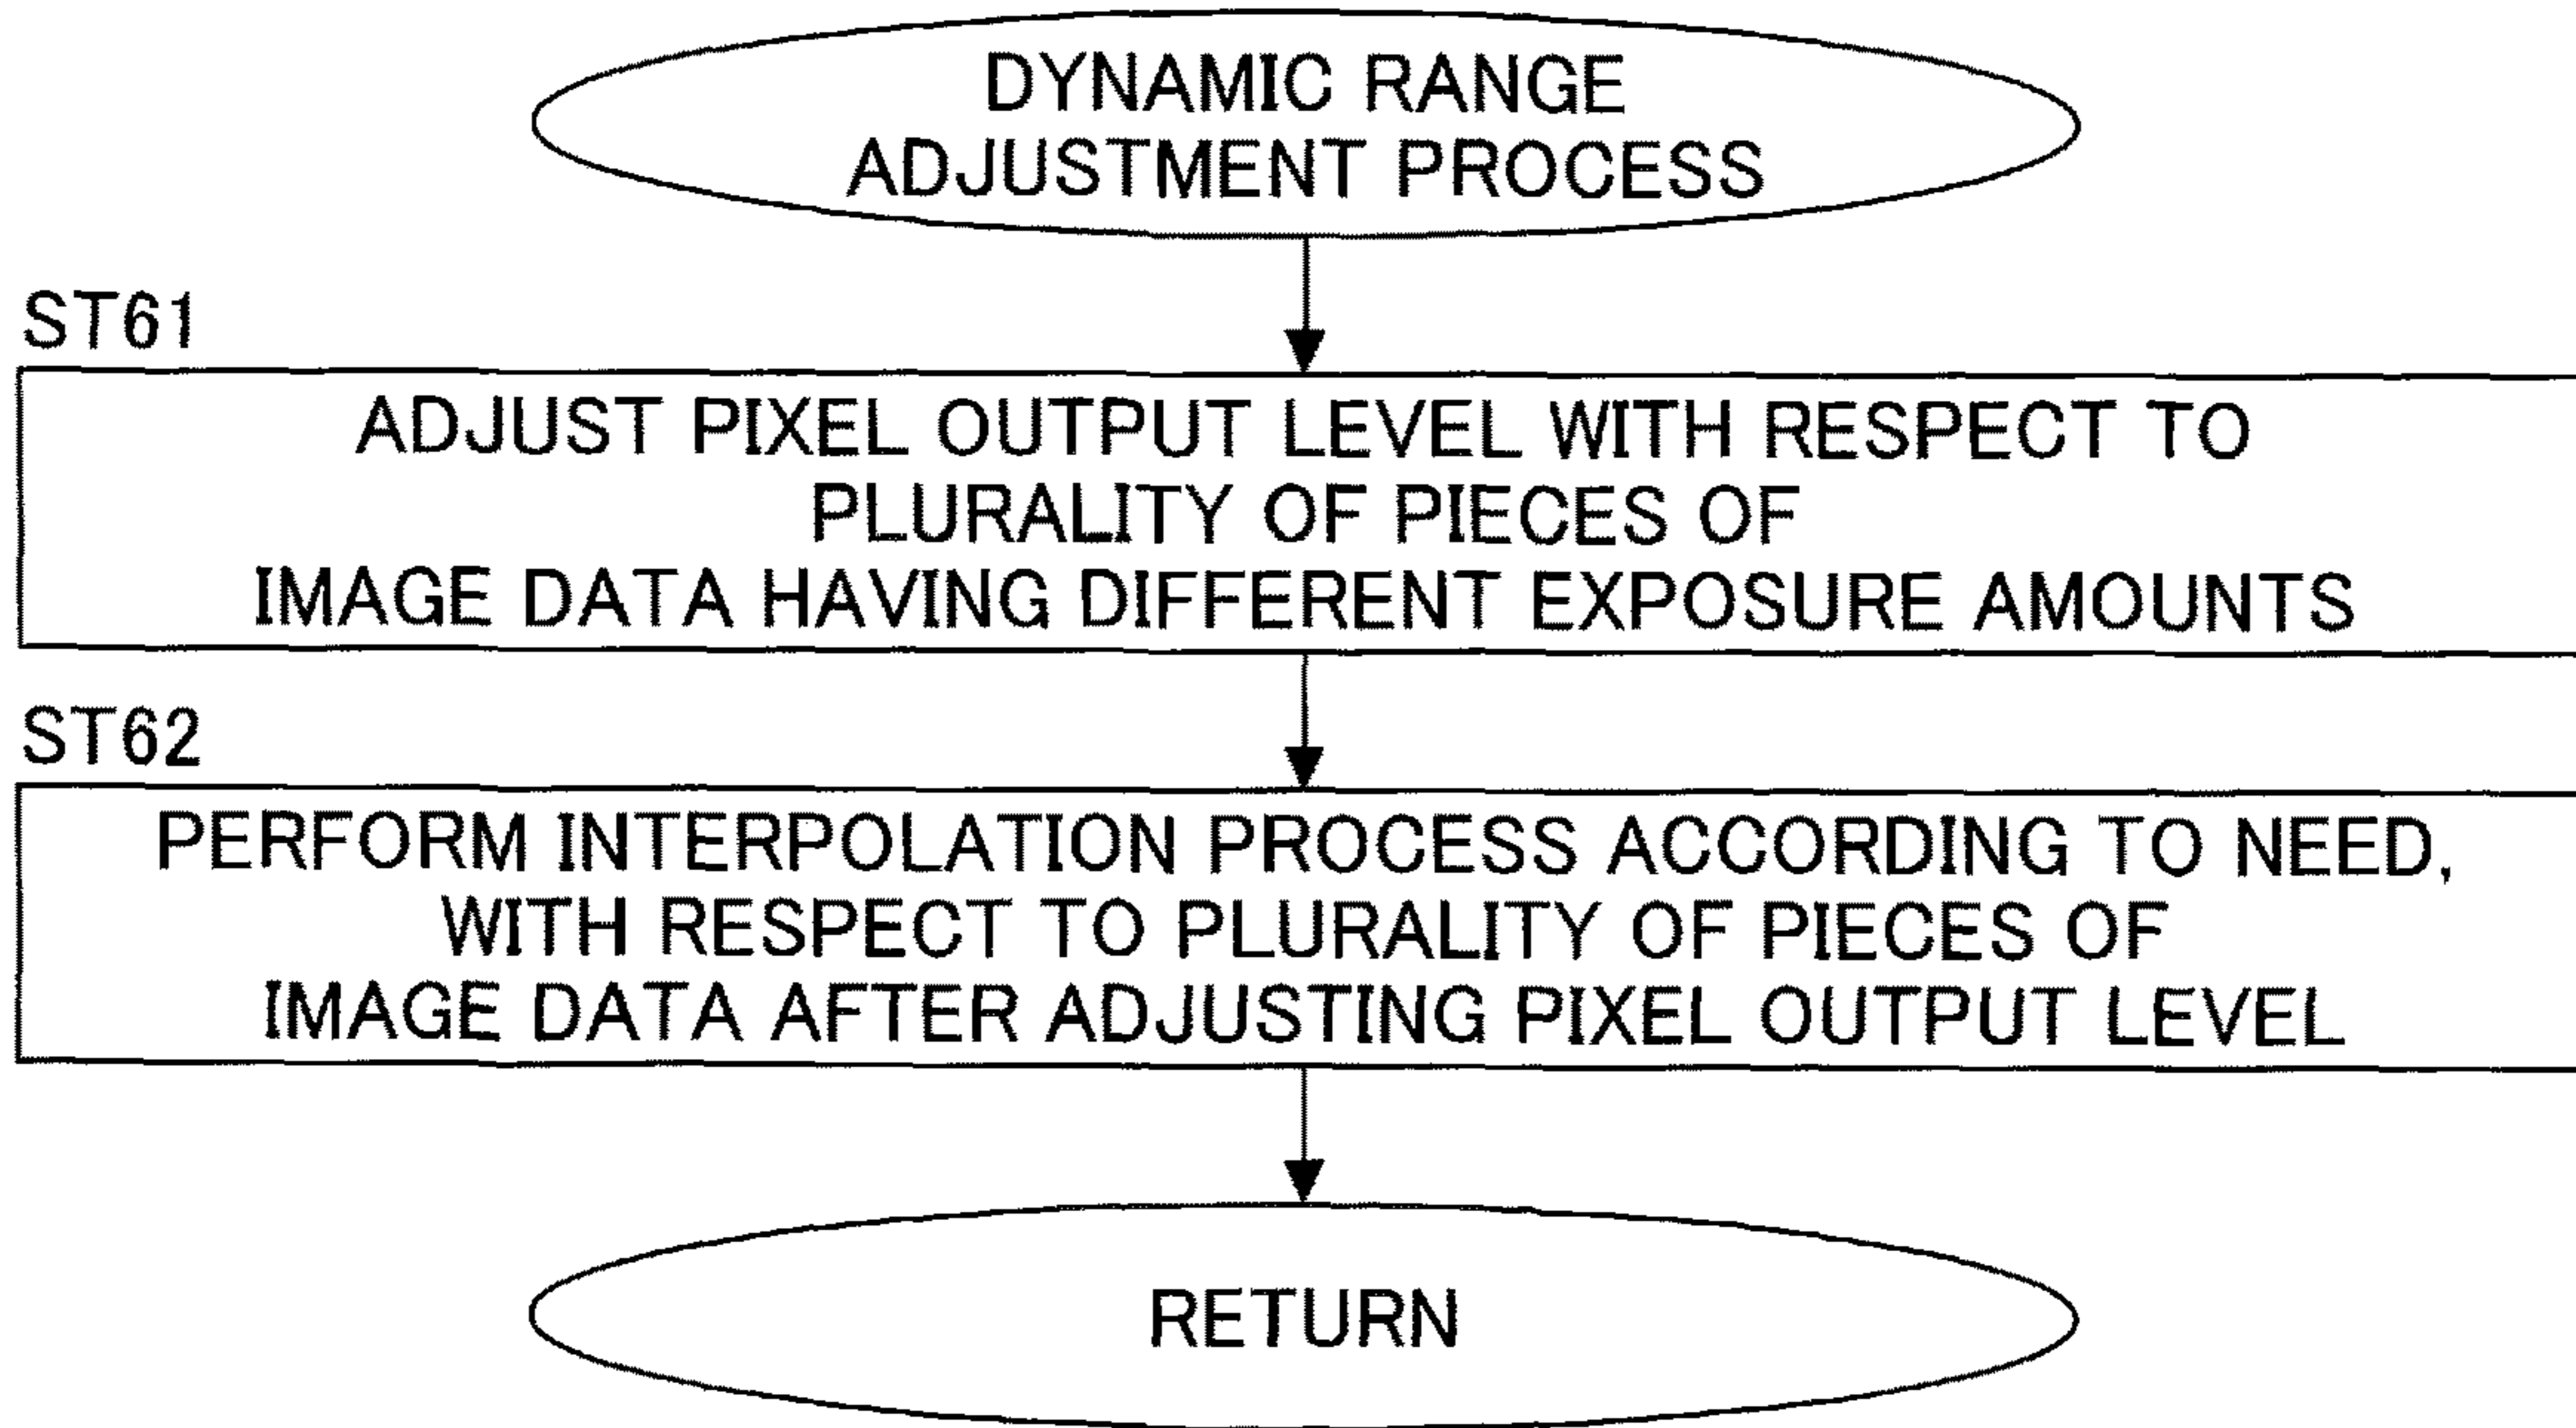 DYNAMIC RANGE
ADJUSTMENT PROCESS
ST61
ADJUST PIXEL OUTPUT LEVEL WITH RESPECT TO
PLURALITY OF PIECES OF
IMAGE DATA HAVING DIFFERENT EXPOSURE AMOUNTS
ST62
PERFORM INTERPOLATION PROCESS ACCORDING TO NEED,
WITH RESPECT TO PLURALITY OF PIECES OF
IMAGE DATA AFTER ADJUSTING PIXEL OUTPUT LEVEL
RETURN